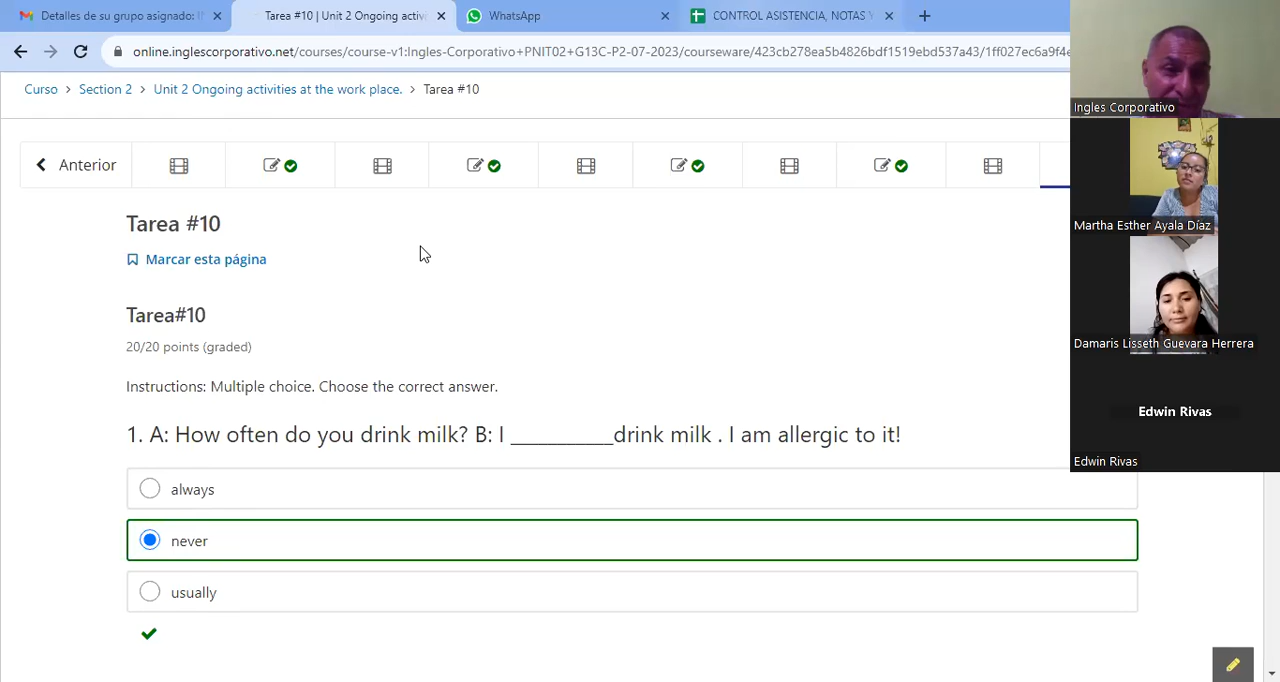 Detalles de su grupo asignado: I
Tarea #10 | Unit 2 Ongoing activ
WhatsApp
CONTROL ASISTENCIA, NOTAS Y
online.inglescorporativo.net/courses/course-v1:Ingles-Corporativo+PNIT02+G13C-P2-07-2023/courseware/423cb278ea5b4826bdf1519ebd537a43/1ff027ec6a9f4e
Curso > Section 2 > Unit 2 Ongoing activities at the work place. > Tarea #10
Anterior
Tarea #10
Marcar esta página
Tarea#10
20/20 points (graded)
Instructions: Multiple choice. Choose the correct answer.
1. A: How often do you drink milk? B: I __________drink milk . I am allergic to it!
always
never
usually
Ingles Corporativo
Martha Esther Ayala Díaz
Damaris Lisseth Guevara Herrera
Edwin Rivas
Edwin Rivas